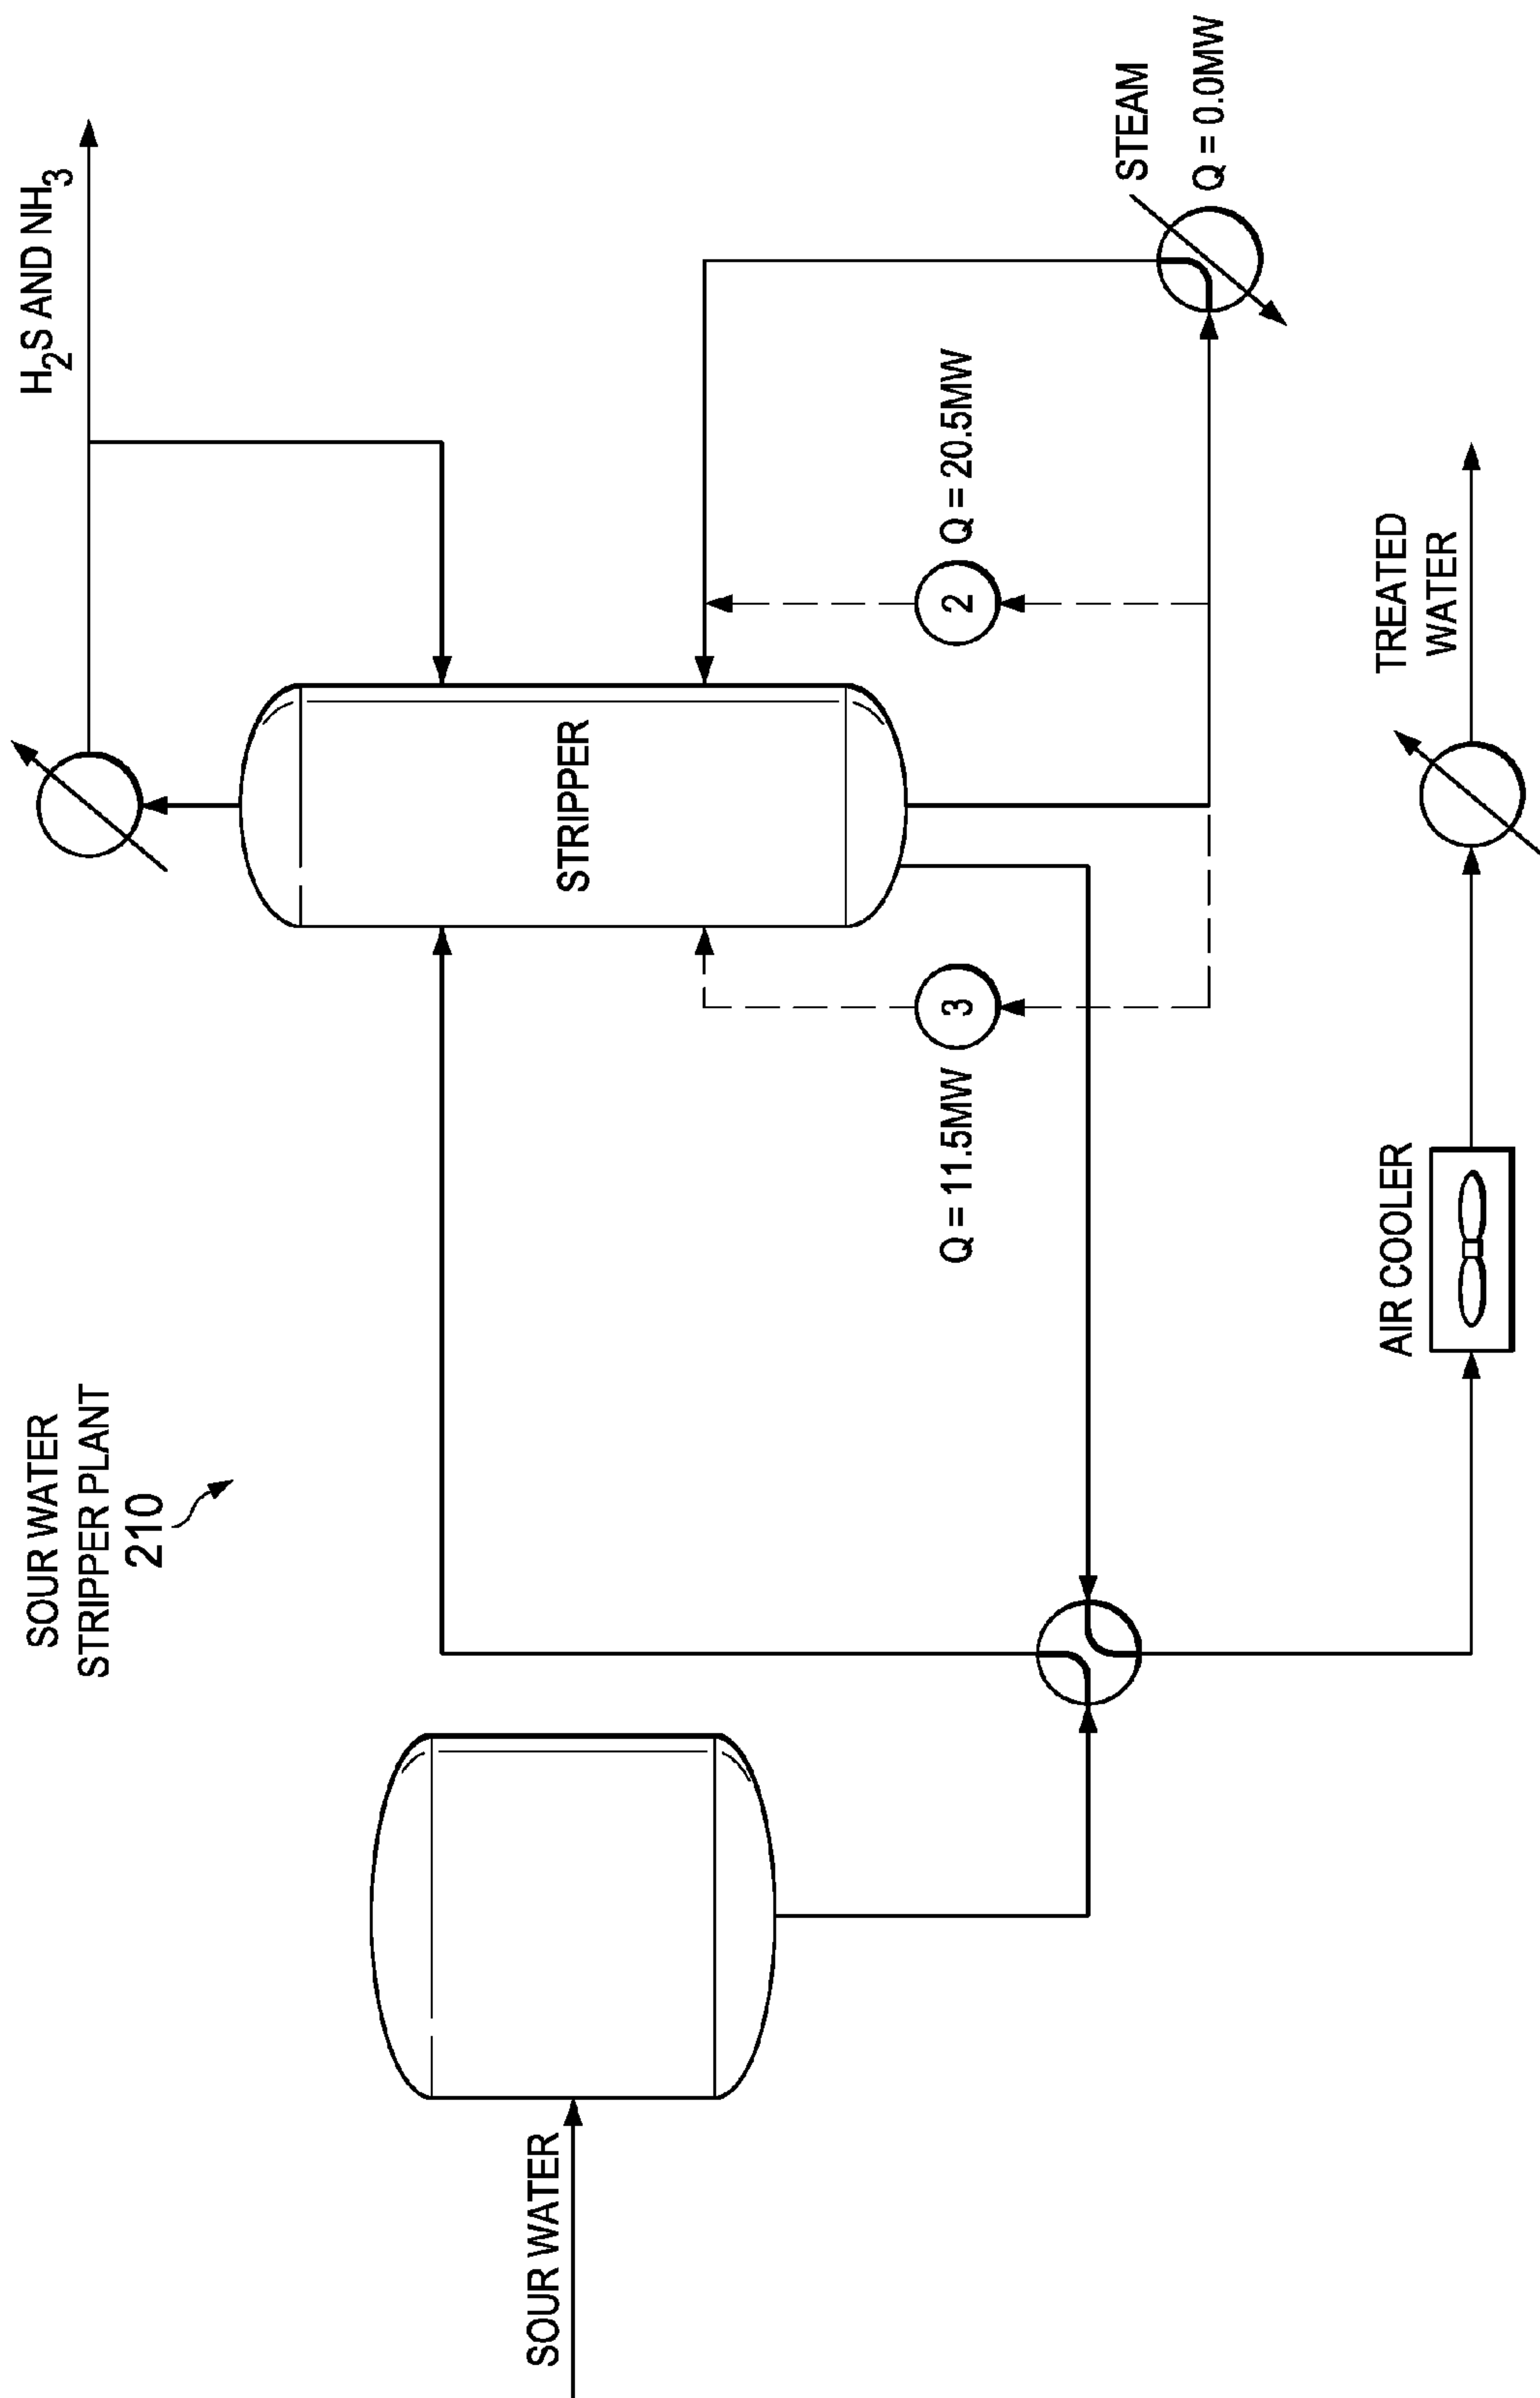 SOUR WATER
STRIPPER PLANT
210
H2S AND NH3
STRIPPER
SOUR WATER
Q = 11.5MW
3
2
Q = 20.5MW
STEAM
Q = 0.0MW
AIR COOLER
TREATED
WATER